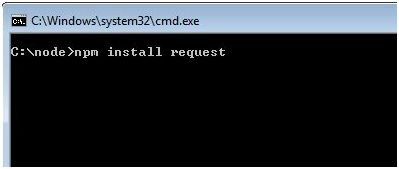 C:\Windows\system32\cmd.exe
C:\node>npm install request